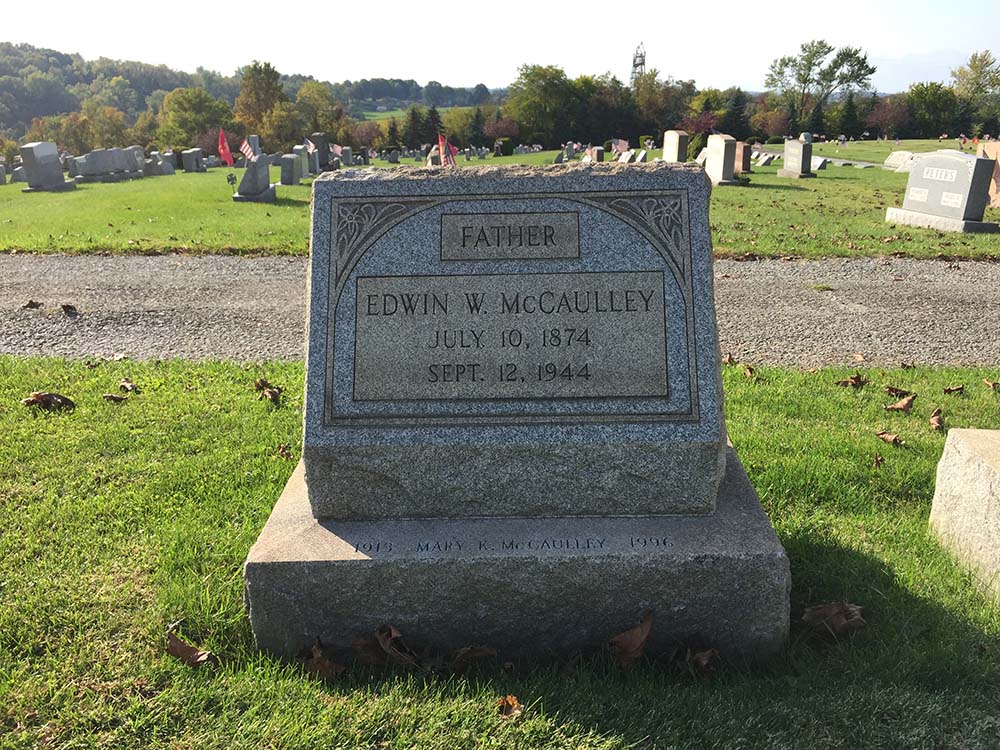 FATHER
EDWIN W. McCAULLEY
JULY 10, 1874
SEPT. 12, 1944
1913 MARY K. McCAULLEY 1996
PETERS